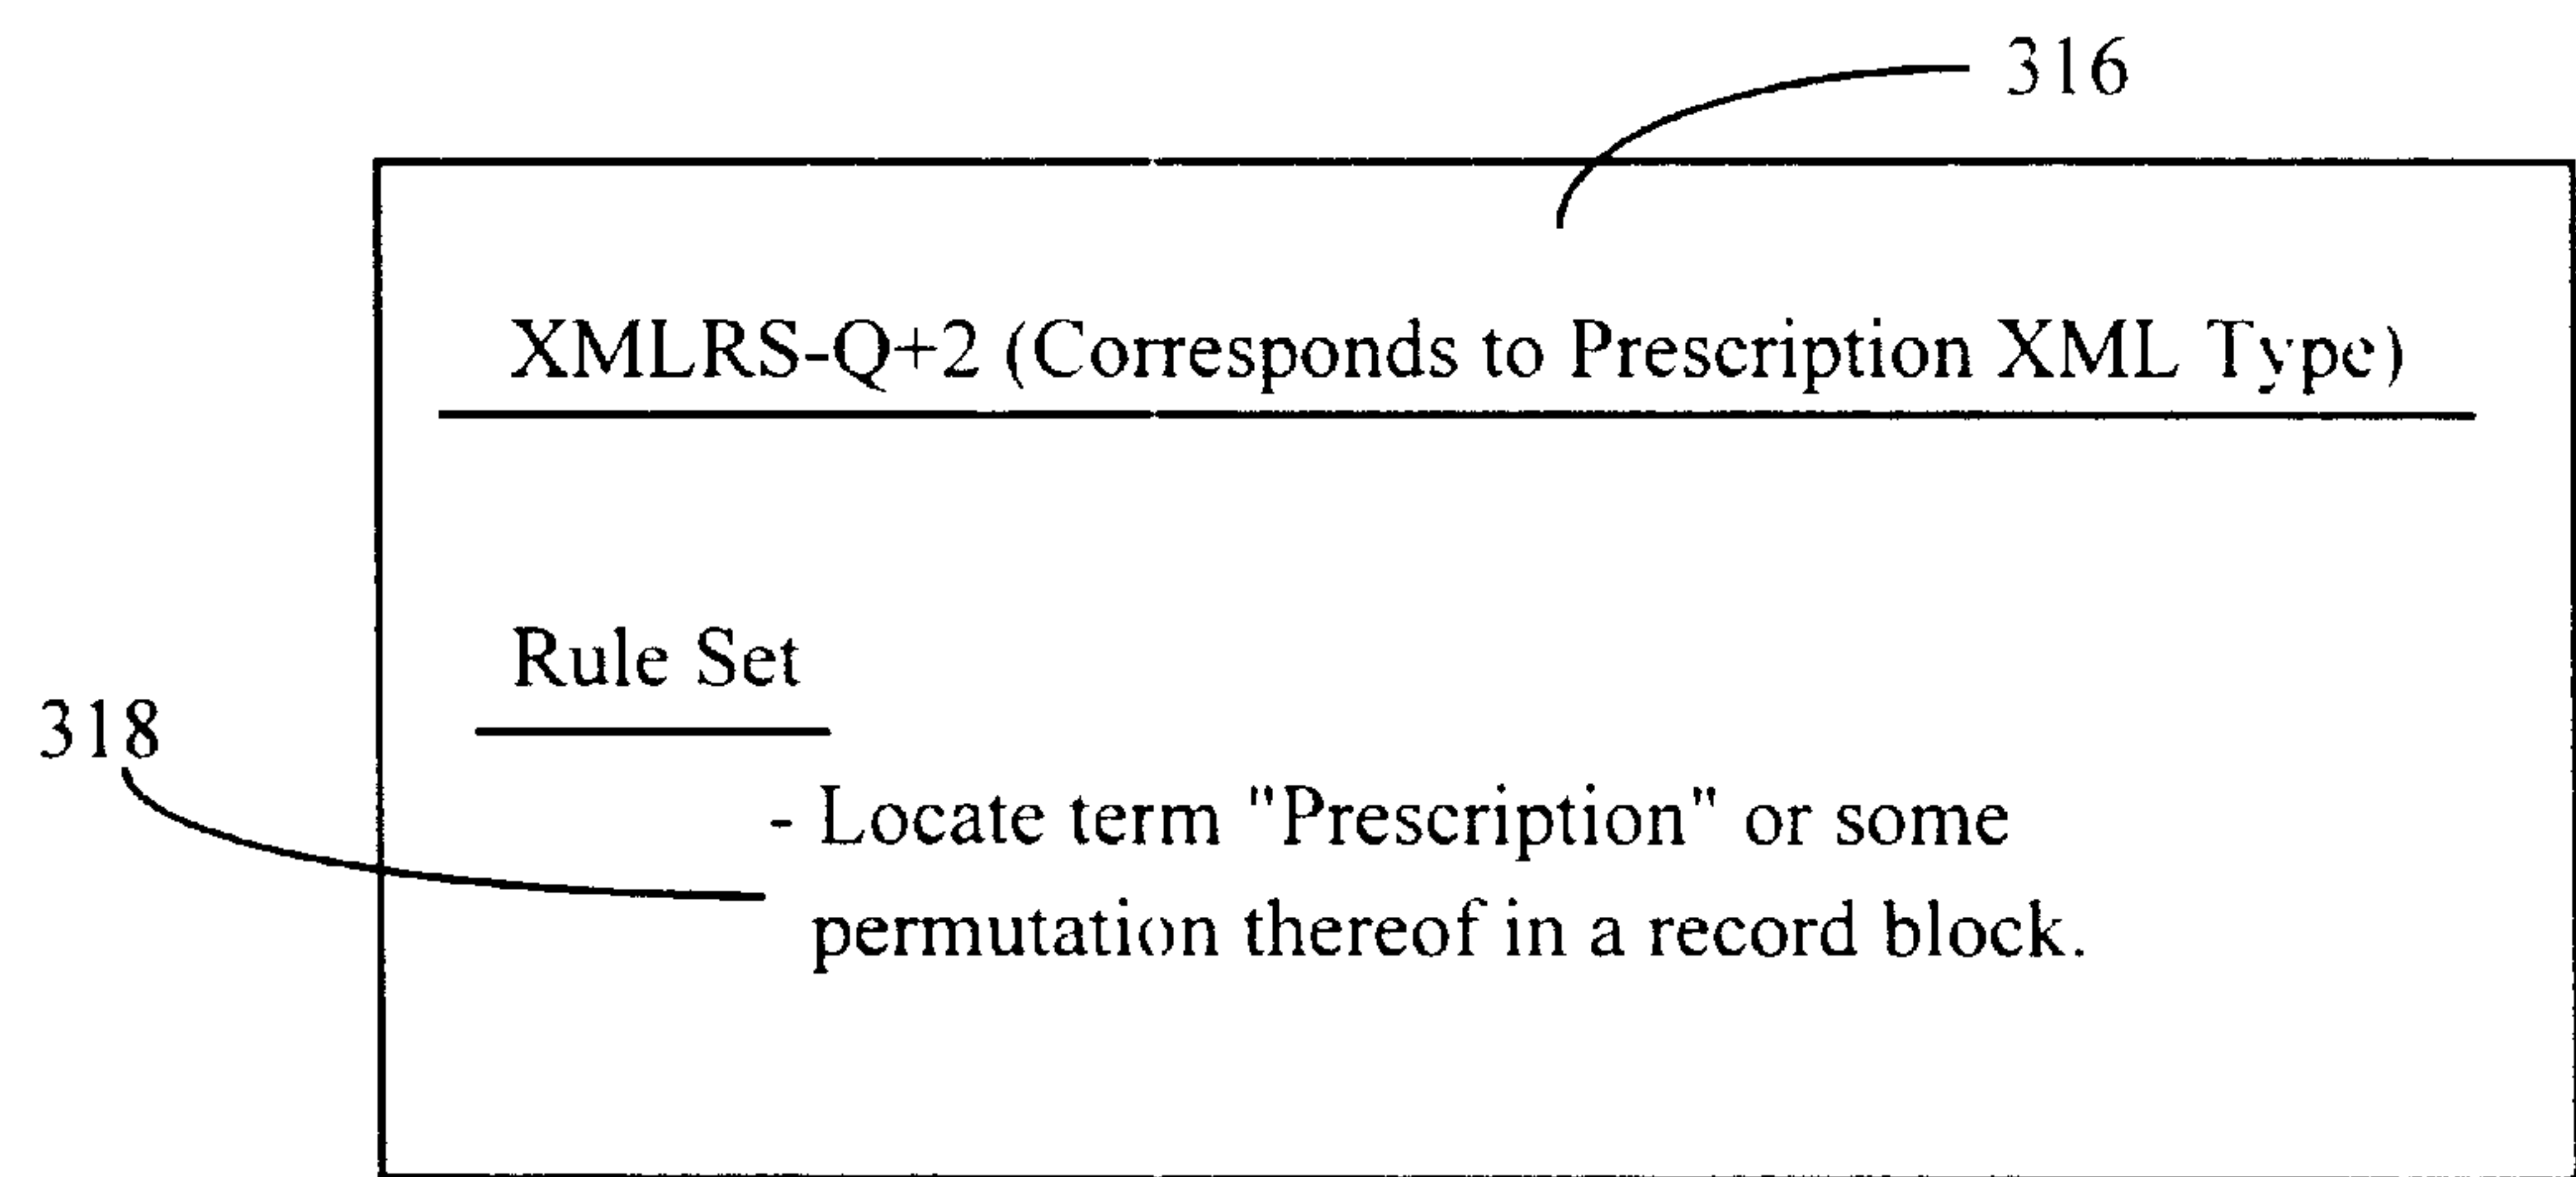 316
XMLRS-Q+2 (Corresponds to Prescription XML Type)
Rule Set
318
- Locate term "Prescription" or some
permutation thereof in a record block.